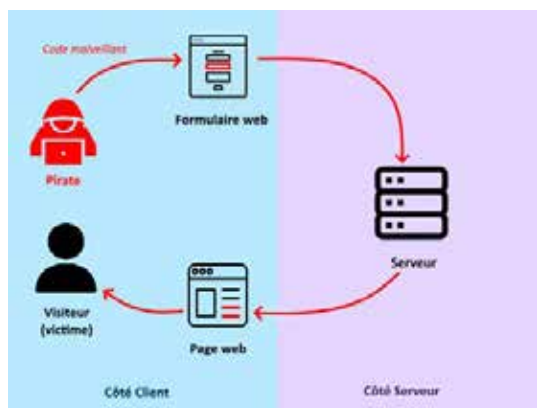 Code malveillant
Formulaire web
Pirate
Serveur
Visiteur
(victime)
Page web
Côté Client
Côté Serveur